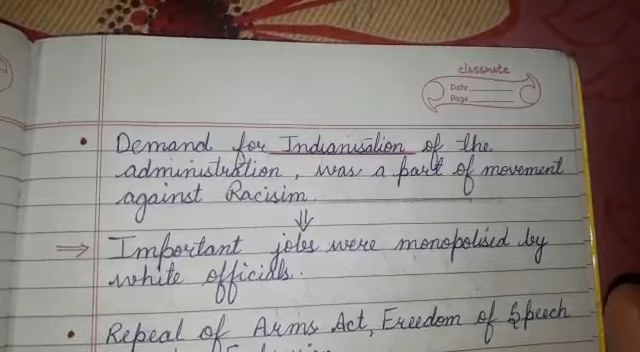 classmate
Date
Page
• Demand for Indianisation of the
administration, was a part of movement
against Racisim.
⇓
⇒ Important jobs were monopolised by
white officials.
• Repeal of Arms Act, Freedom of Speech